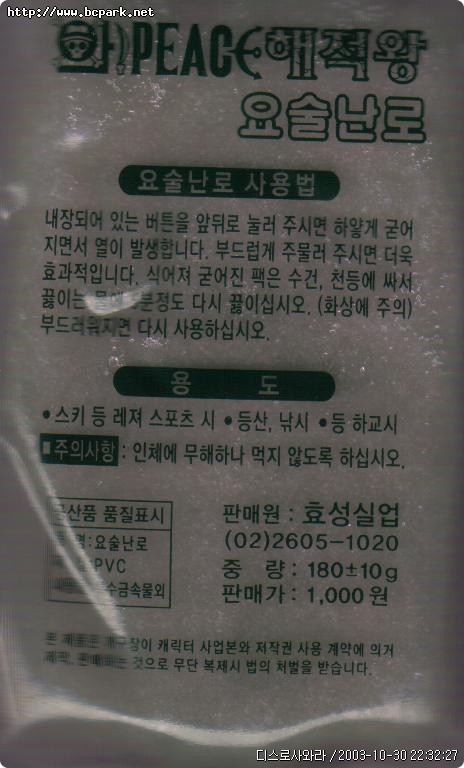 http://www.bcpark.net
PEACE 해적왕
요술난로
요술난로 사용법
내장되어 있는 버튼을 앞뒤로 눌러 주시면 하얗게 굳어
지면서 열이 발생합니다. 부드럽게 주물러 주시면 더욱
효과적입니다. 식어져 굳어진 팩은 수건, 천등에 싸서
끓이는 분정도 다시 끓이십시오. (화상에 주의)
부드러워지면 다시 사용하십시오.
용 도
•스키 등 레져 스포츠 시 •등산, 낚시 •등 하교시
■주의사항 : 인체에 무해하나 먹지 않도록 하십시오.
공산품 품질표시
명:요술난로
PVC
수금속물외
판매원 : 효성실업
(02)2605-1020
중 량 : 180±10g
판매가 : 1,000원
본 제품은 캐릭터 사업본와 저작권 사용 계약에 의거
것으로 무단 복제시 법의 처벌을 받습니다.
디스로사와라 / 2003-10-30 22:32:27